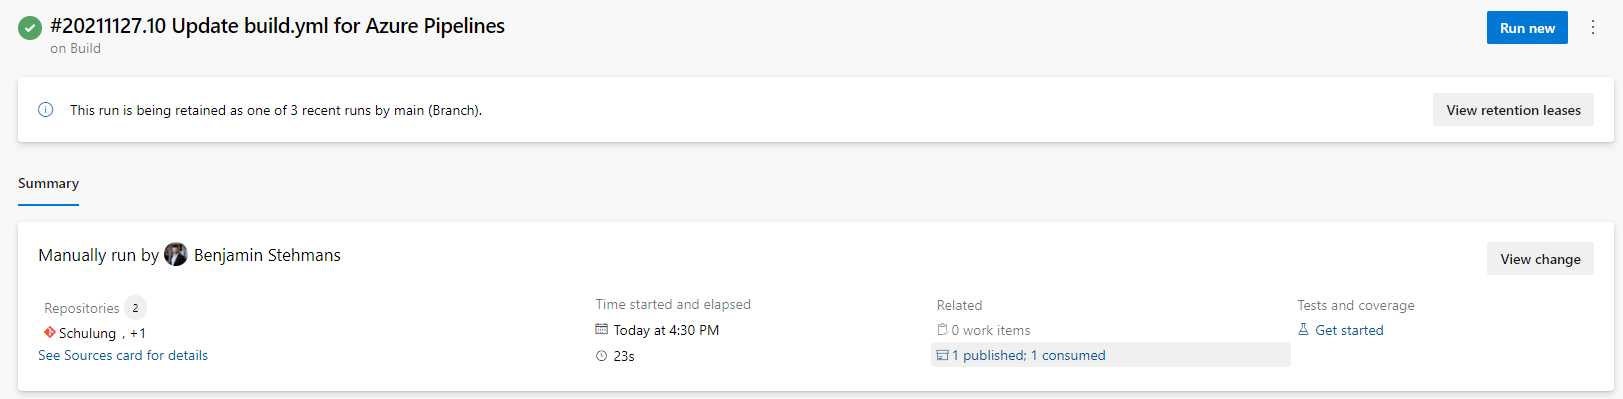 #20211127.10 Update build.yml for Azure Pipelines
on Build
Run new
This run is being retained as one of 3 recent runs by main (Branch).
View retention leases
Summary
Manually run by Benjamin Stehmans
View change
Repositories 2
Schulung , +1
See Sources card for details
Time started and elapsed
Today at 4:30 PM
23s
Related
0 work items
1 published; 1 consumed
Tests and coverage
Get started